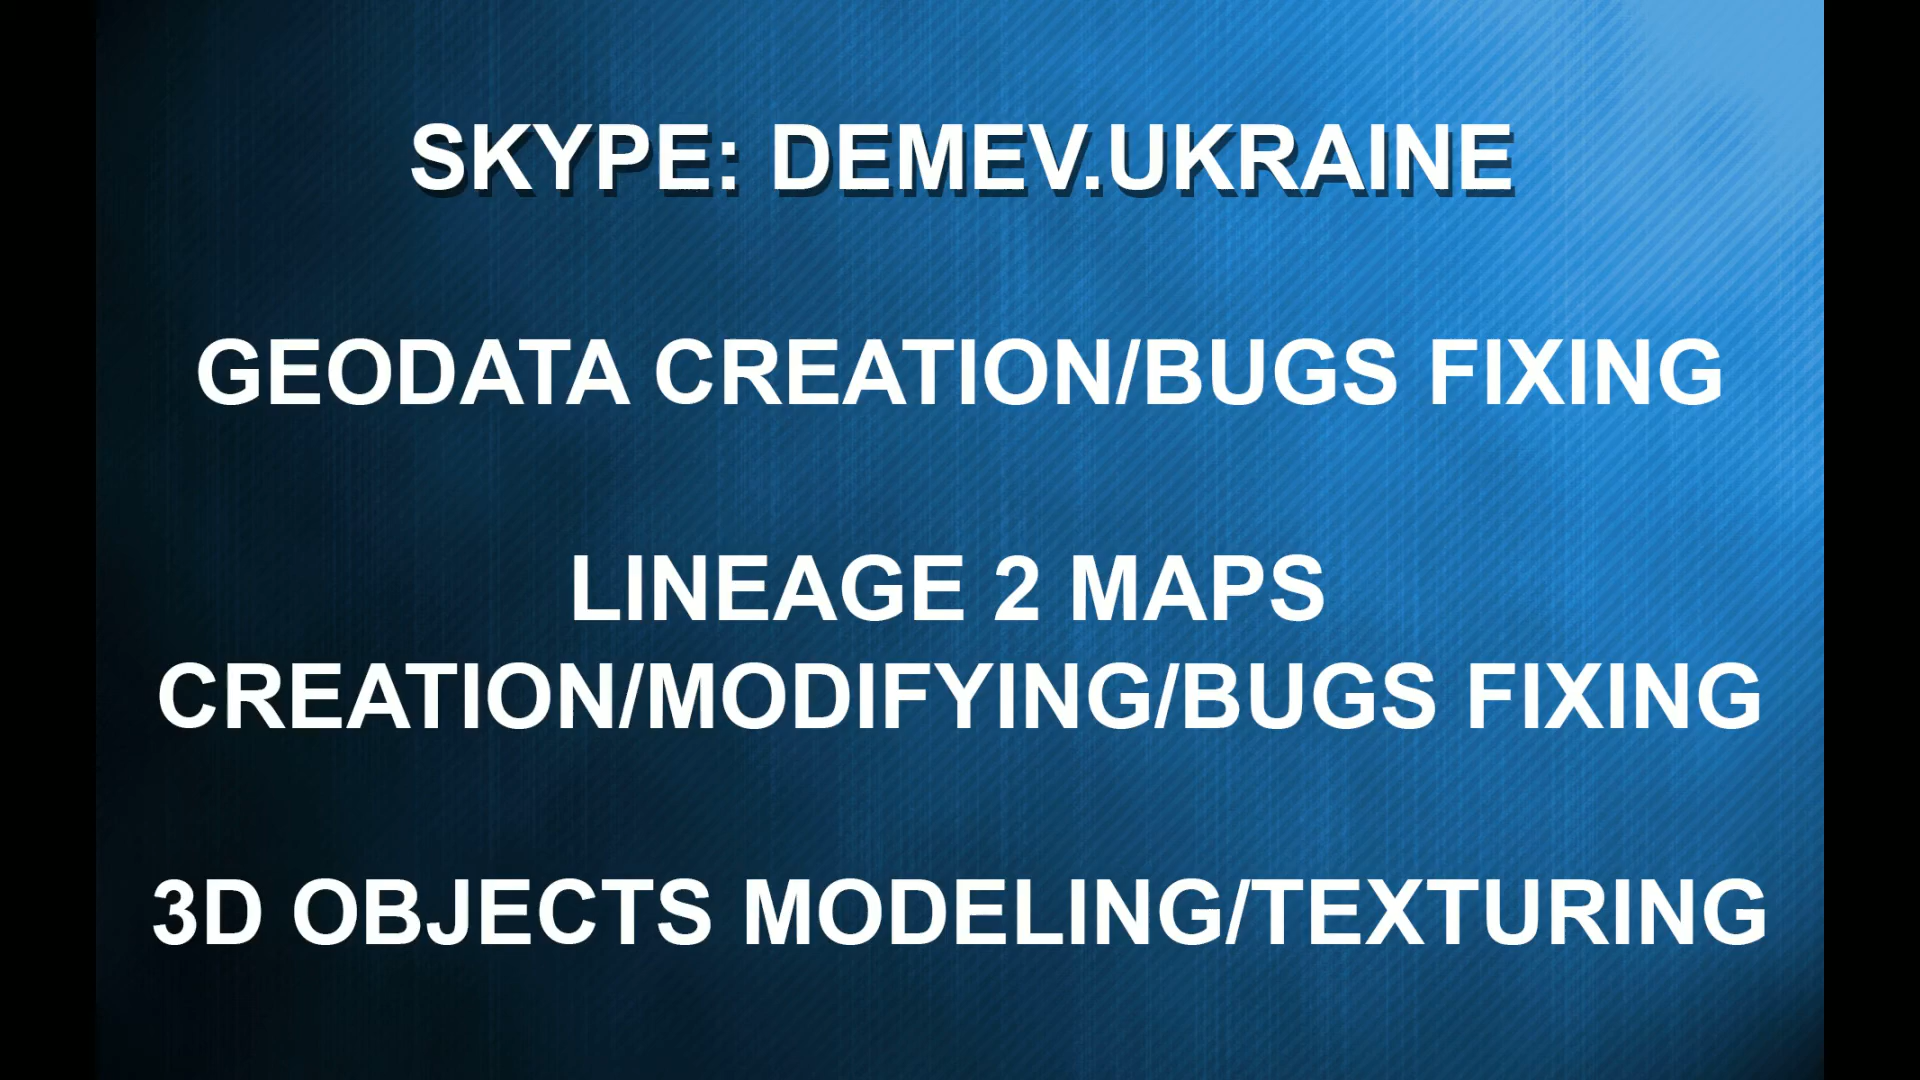 SKYPE: DEMEV.UKRAINE
GEODATA CREATION/BUGS FIXING
LINEAGE 2 MAPS
CREATION/MODIFYING/BUGS FIXING
3D OBJECTS MODELING/TEXTURING